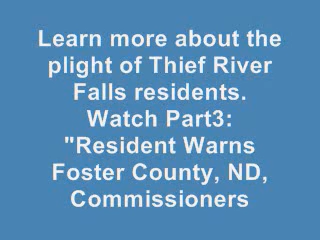 Learn more about the
plight of Thief River
Falls residents.
Watch Part3:
"Resident Warns
Foster County, ND,
Commissioners